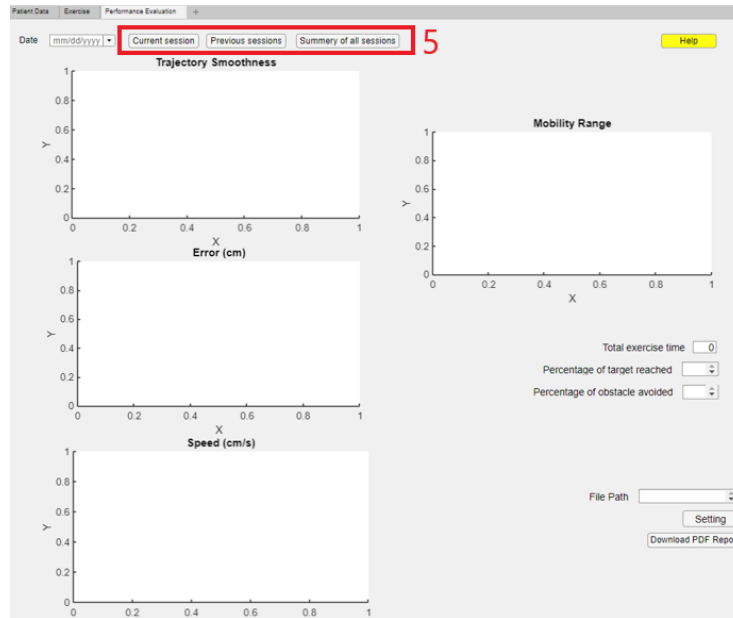 Patient Data Exercise Performance Evaluation +
Date mm/dd/yyyy Current session Previous sessions Summery of all sessions 5 Help
Trajectory Smoothness
1
0.8
0.6
Y
0.4
0.2
0
0 0.2 0.4 0.6 0.8 1
X
Mobility Range
1
0.8
0.6
Y
0.4
0.2
0
0 0.2 0.4 0.6 0.8 1
X
Error (cm)
1
0.8
0.6
Y
0.4
0.2
0
0 0.2 0.4 0.6 0.8 1
X
Total exercise time 0
Percentage of target reached
Percentage of obstacle avoided
Speed (cm/s)
1
0.8
0.6
Y
0.4
0.2
0
0 0.2 0.4 0.6 0.8 1
File Path
Setting
Download PDF Repo